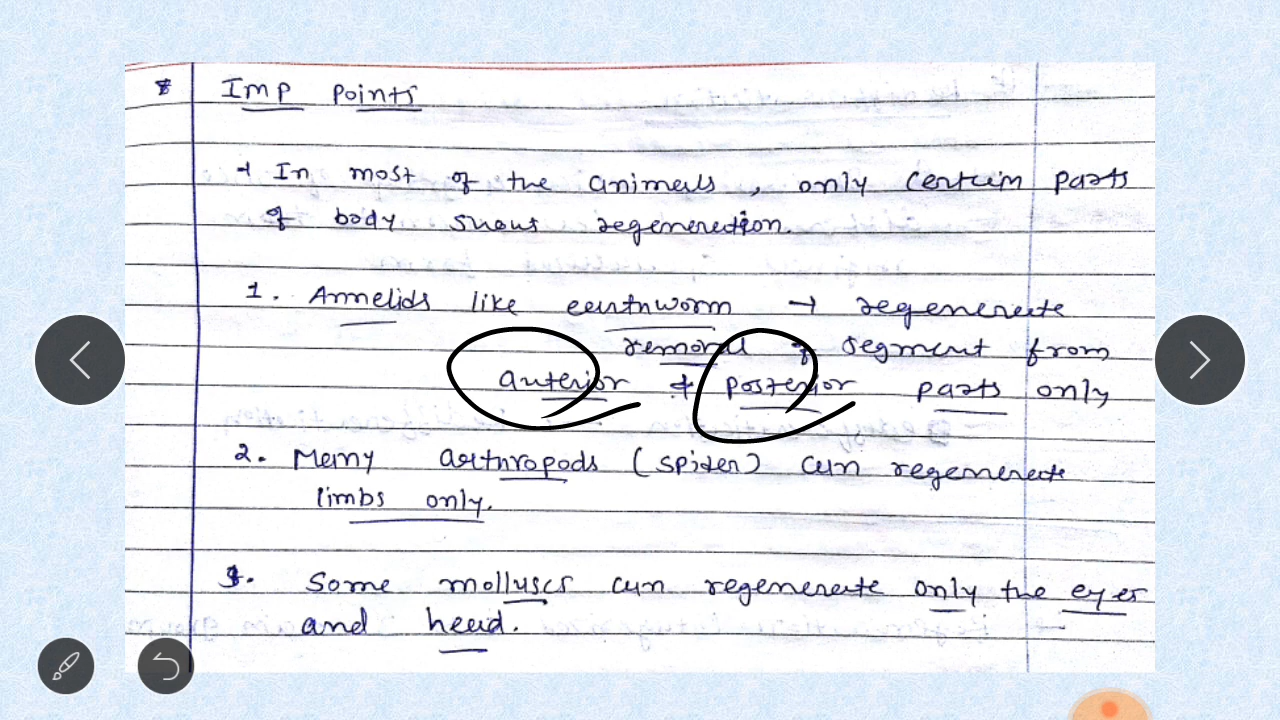 * Imp points
→ In most of the animals, only certain parts
of body shows regeneration.
1. Annelids like earthworm → regenerate
removal of segment from
anterior & posterior parts only
2. Many arthropods (spider) can regenerate
limbs only.
3. Some molluscs can regenerate only the eyes
and head.